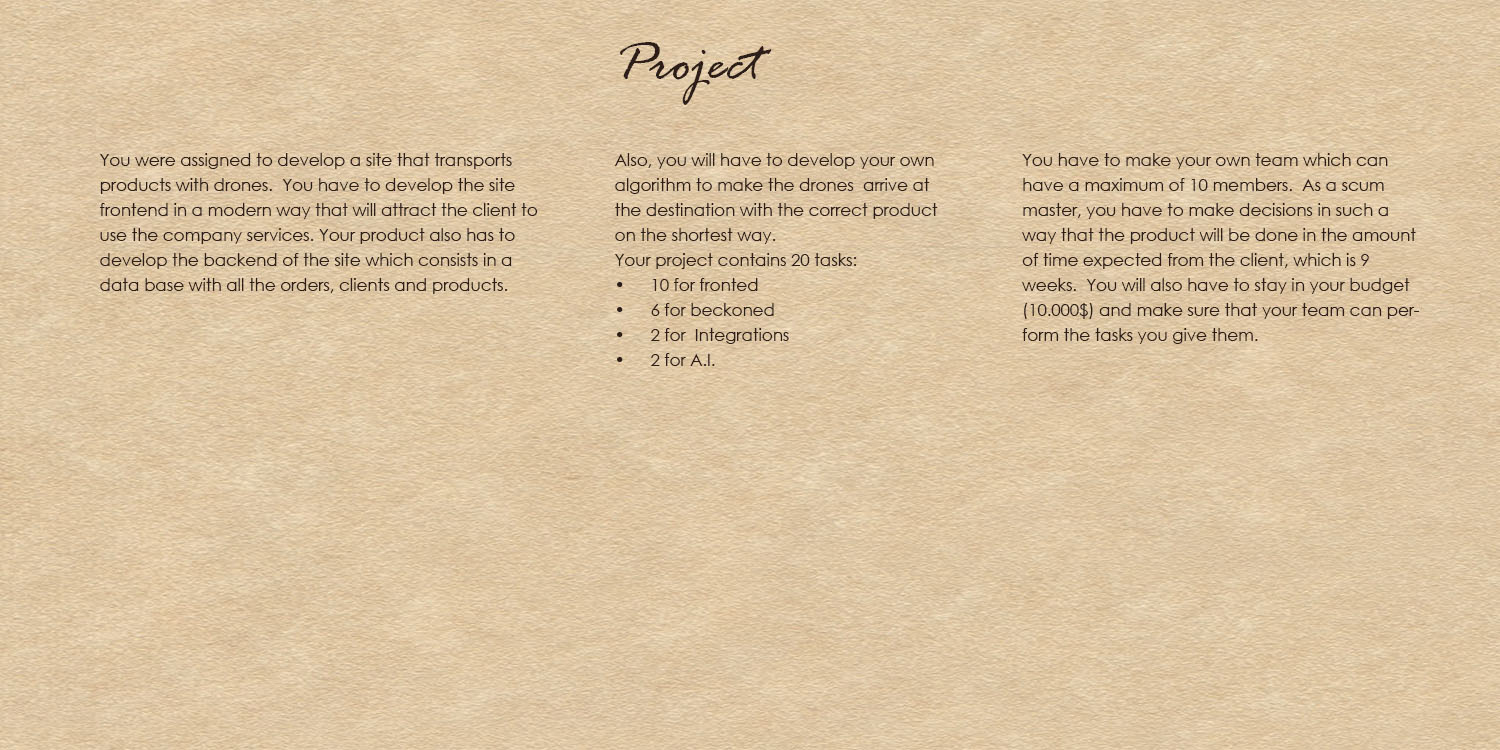 Project
You were assigned to develop a site that transports
products with drones.  You have to develop the site
frontend in a modern way that will attract the client to
use the company services. Your product also has to
develop the backend of the site which consists in a
data base with all the orders, clients and products.
Also, you will have to develop your own
algorithm to make the drones  arrive at
the destination with the correct product
on the shortest way.
Your project contains 20 tasks:
•	10 for fronted
•	6 for beckoned
•	2 for  Integrations
•	2 for A.I.
You have to make your own team which can
have a maximum of 10 members.  As a scum
master, you have to make decisions in such a
way that the product will be done in the amount
of time expected from the client, which is 9
weeks.  You will also have to stay in your budget
(10.000$) and make sure that your team can per-
form the tasks you give them.